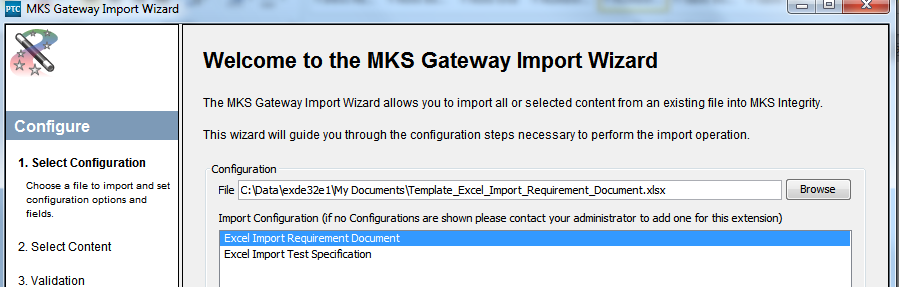 PTC MKS Gateway Import Wizard
Welcome to the MKS Gateway Import Wizard
The MKS Gateway Import Wizard allows you to import all or selected content from an existing file into MKS Integrity.
This wizard will guide you through the configuration steps necessary to perform the import operation.
Configure
1. Select Configuration
Choose a file to import and set
configuration options and
fields.
2. Select Content
3. Validation
Configuration
File C:\Data\exde32e1\My Documents\Template_Excel_Import_Requirement_Document.xlsx Browse
Import Configuration (if no Configurations are shown please contact your administrator to add one for this extension)
Excel Import Requirement Document
Excel Import Test Specification